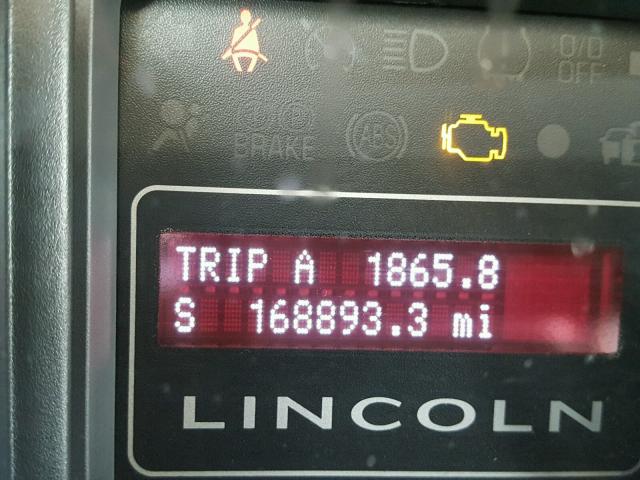 O/D
OFF
(P)
BRAKE
ABS
TRIP A 1865.8
S 168893.3 mi
LINCOLN